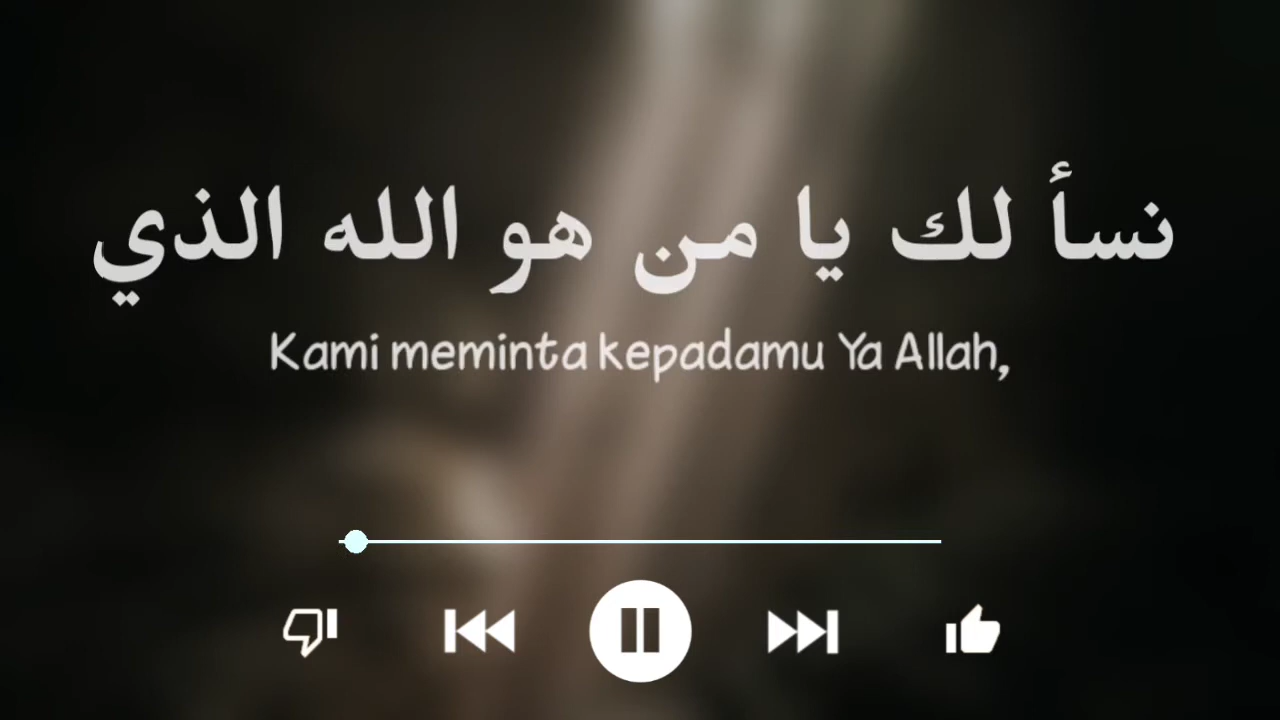 نسأ لك يا من هو الله الذي
Kami meminta kepadamu Ya Allah,